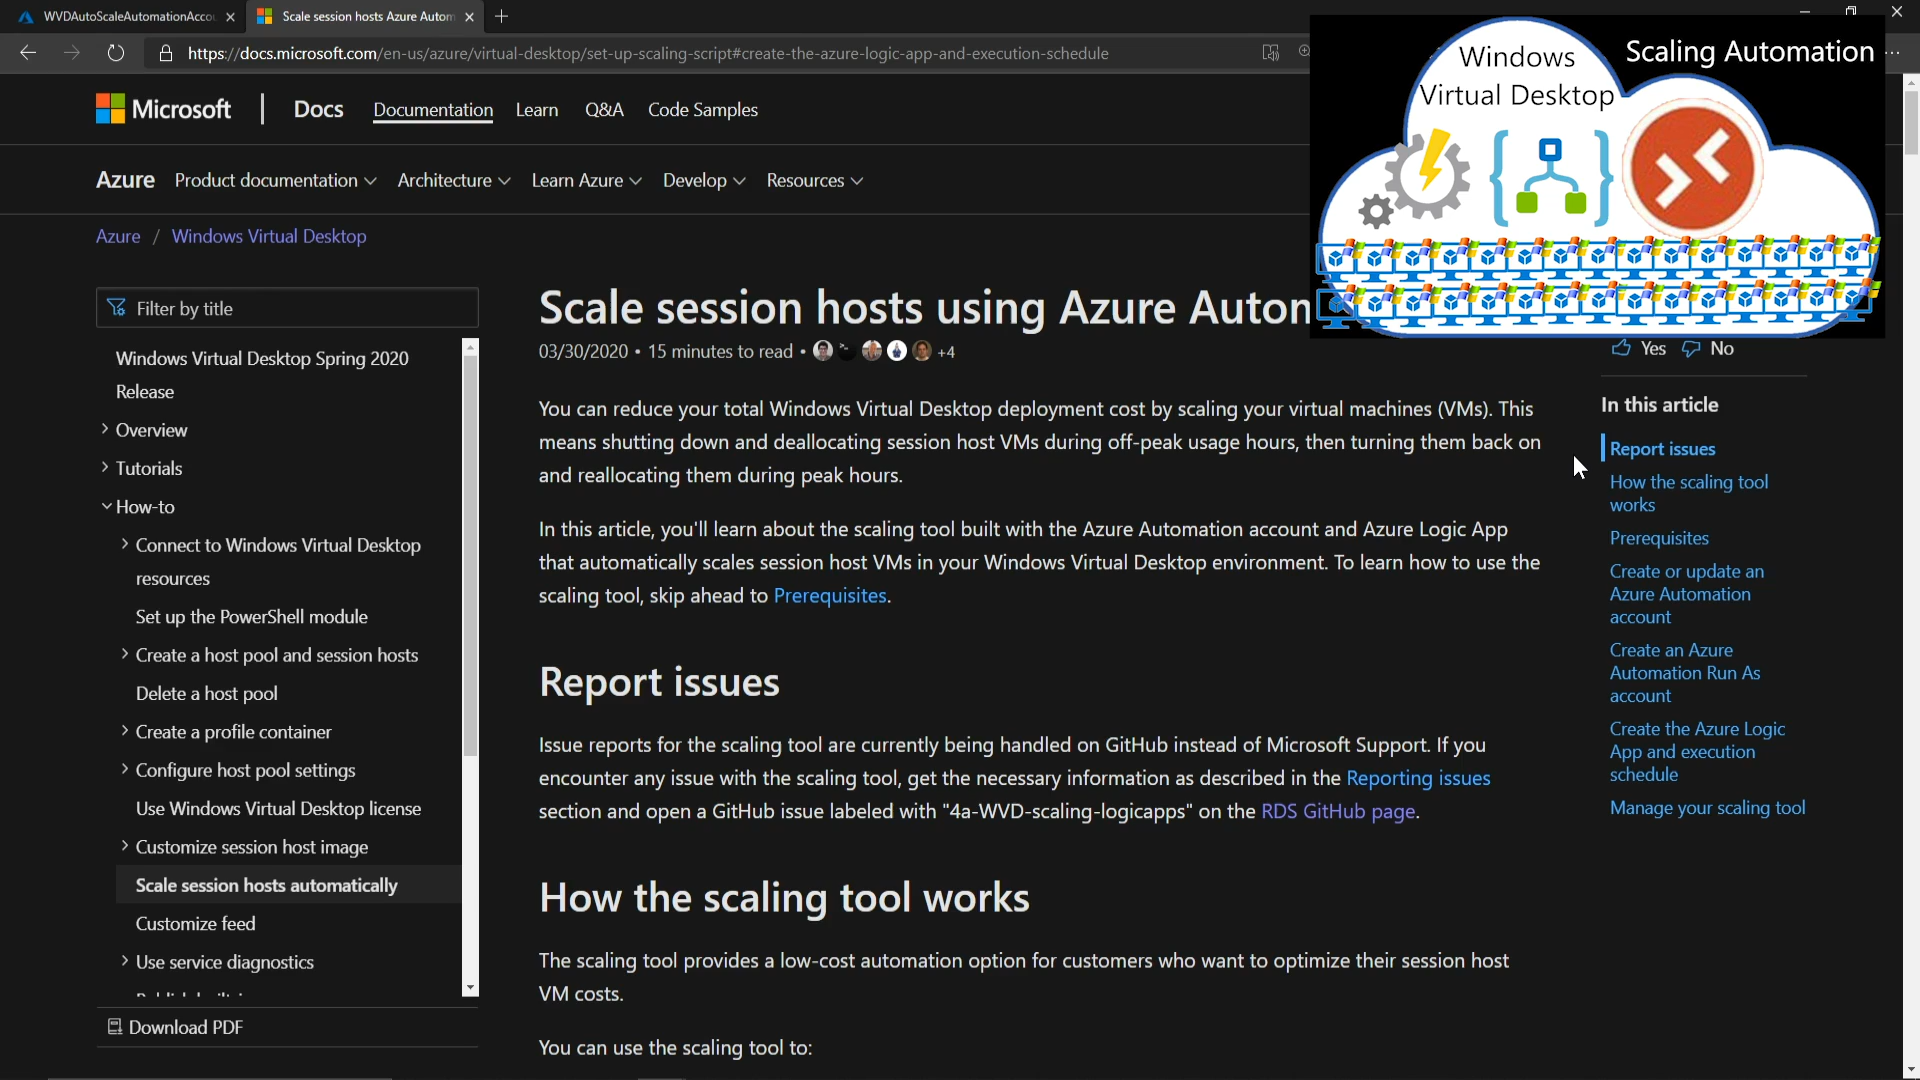 WVDAutoScaleAutomationAccou
Scale session hosts Azure Autom
https://docs.microsoft.com/en-us/azure/virtual-desktop/set-up-scaling-script#create-the-azure-logic-app-and-execution-schedule
Windows
Virtual Desktop
Scaling Automation
Microsoft
Docs
Documentation
Learn
Q&A
Code Samples
Azure
Product documentation
Architecture
Learn Azure
Develop
Resources
Azure / Windows Virtual Desktop
Filter by title
Windows Virtual Desktop Spring 2020
Release
Overview
Tutorials
How-to
Connect to Windows Virtual Desktop
resources
Set up the PowerShell module
Create a host pool and session hosts
Delete a host pool
Create a profile container
Configure host pool settings
Use Windows Virtual Desktop license
Customize session host image
Scale session hosts automatically
Customize feed
Use service diagnostics
Download PDF
Scale session hosts using Azure Autom
03/30/2020 • 15 minutes to read • +4
You can reduce your total Windows Virtual Desktop deployment cost by scaling your virtual machines (VMs). This
means shutting down and deallocating session host VMs during off-peak usage hours, then turning them back on
and reallocating them during peak hours.
In this article, you'll learn about the scaling tool built with the Azure Automation account and Azure Logic App
that automatically scales session host VMs in your Windows Virtual Desktop environment. To learn how to use the
scaling tool, skip ahead to Prerequisites.
Report issues
Issue reports for the scaling tool are currently being handled on GitHub instead of Microsoft Support. If you
encounter any issue with the scaling tool, get the necessary information as described in the Reporting issues
section and open a GitHub issue labeled with "4a-WVD-scaling-logicapps" on the RDS GitHub page.
How the scaling tool works
The scaling tool provides a low-cost automation option for customers who want to optimize their session host
VM costs.
You can use the scaling tool to:
Yes
No
In this article
Report issues
How the scaling tool
works
Prerequisites
Create or update an
Azure Automation
account
Create an Azure
Automation Run As
account
Create the Azure Logic
App and execution
schedule
Manage your scaling tool